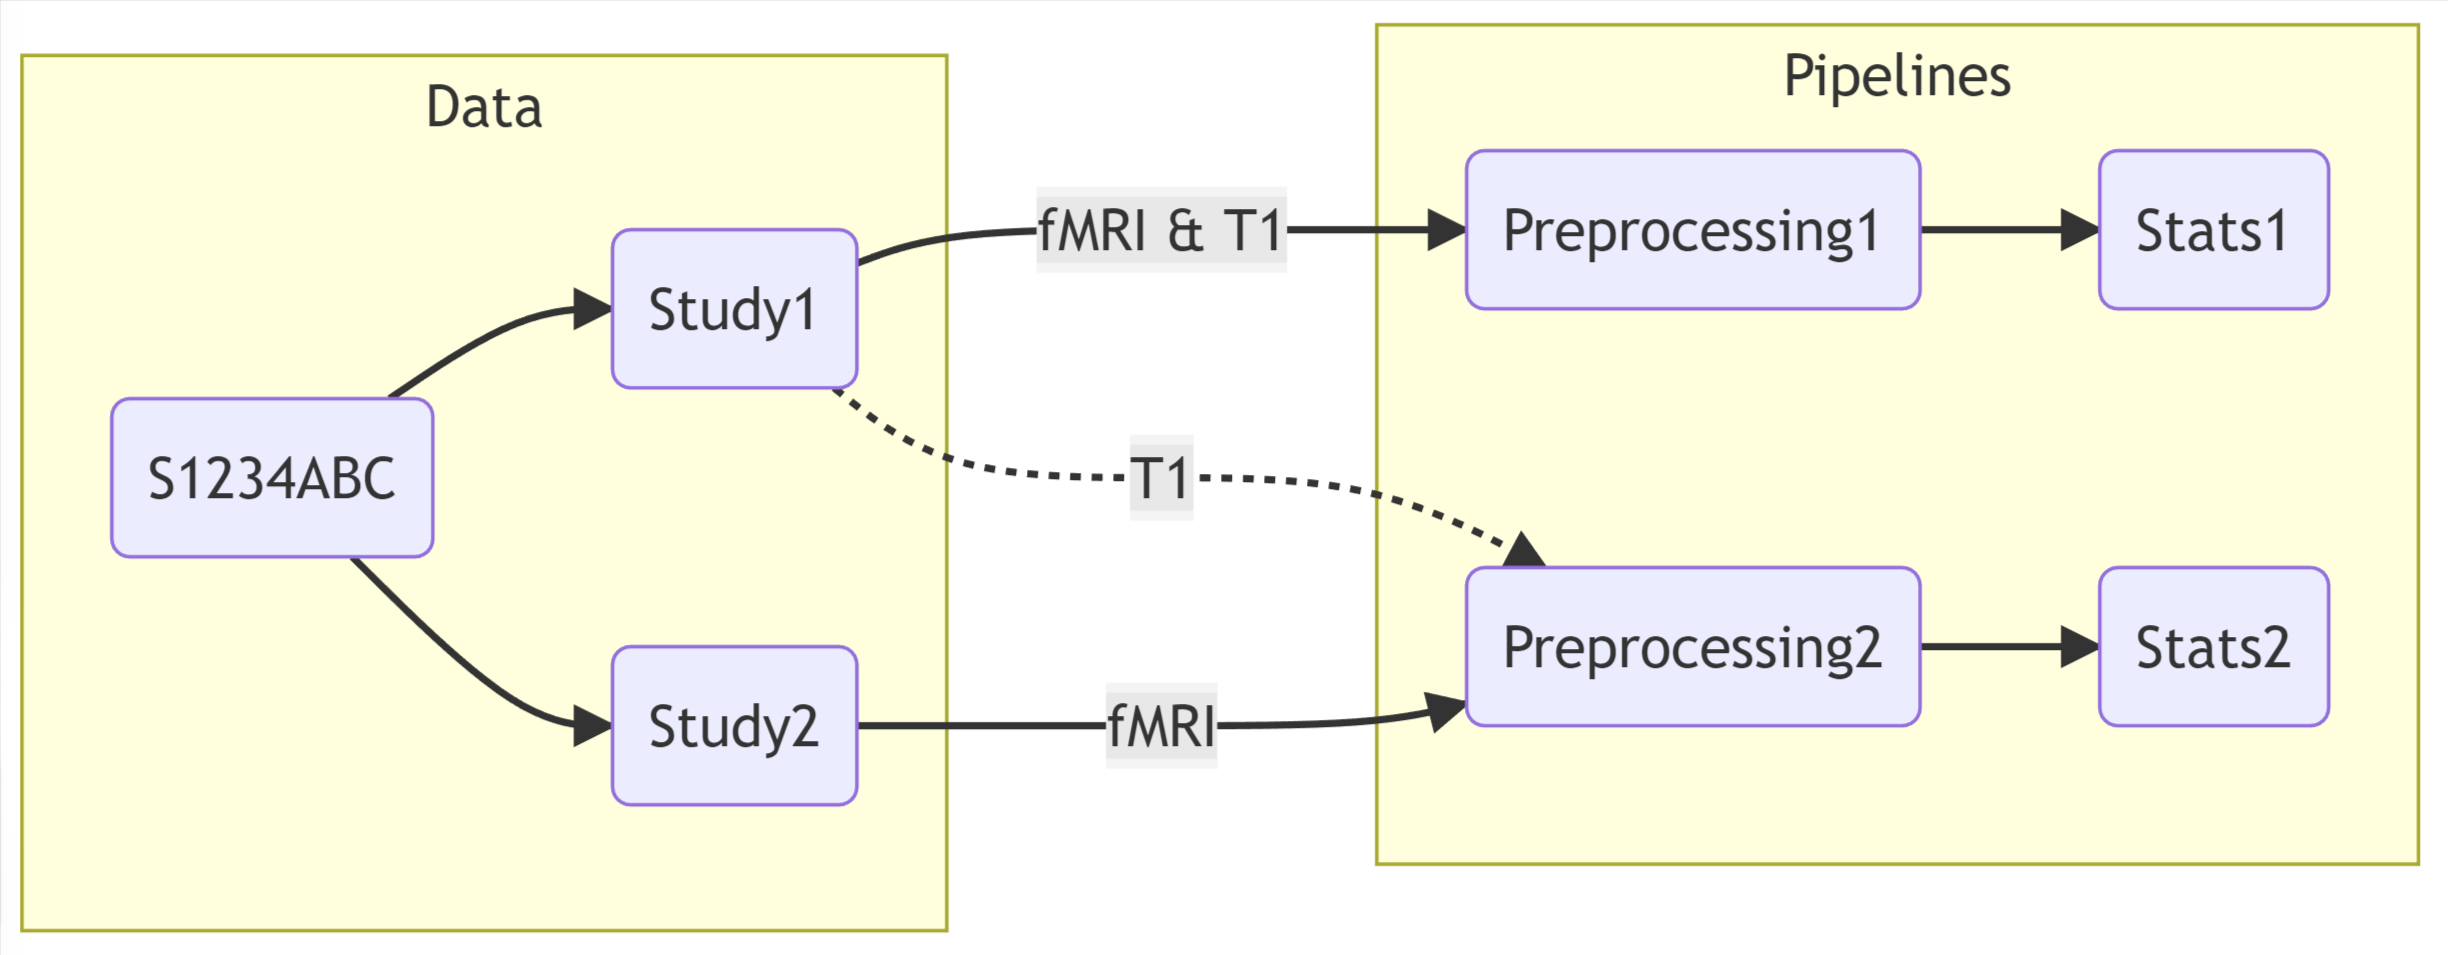 Data
Pipelines
S1234ABC
Study1
Study2
fMRI & T1
T1
fMRI
Preprocessing1
Stats1
Preprocessing2
Stats2